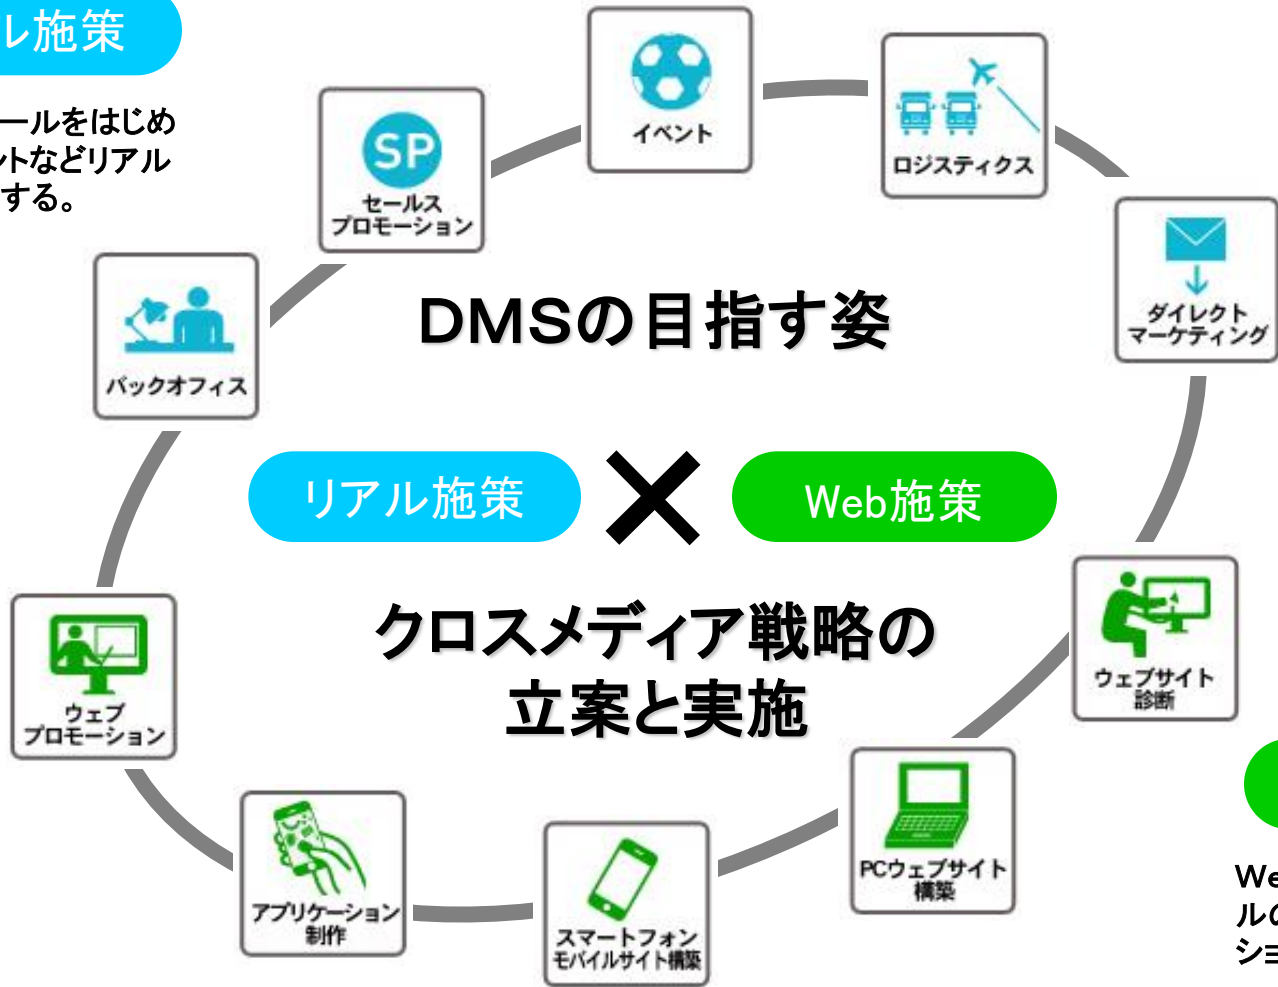 ル施策
ールをはじめ
ントなどリアル
する。
イベント
ロジスティクス
SP
セールス
プロモーション
ダイレクト
マーケティング
バックオフィス
DMSの目指す姿
リアル施策
×
Web施策
クロスメディア戦略の
立案と実施
ウェブサイト
診断
ウェブ
プロモーション
PCウェブサイト
構築
アプリケーション
制作
スマートフォン
モバイルサイト構築
We
ルの
ショ